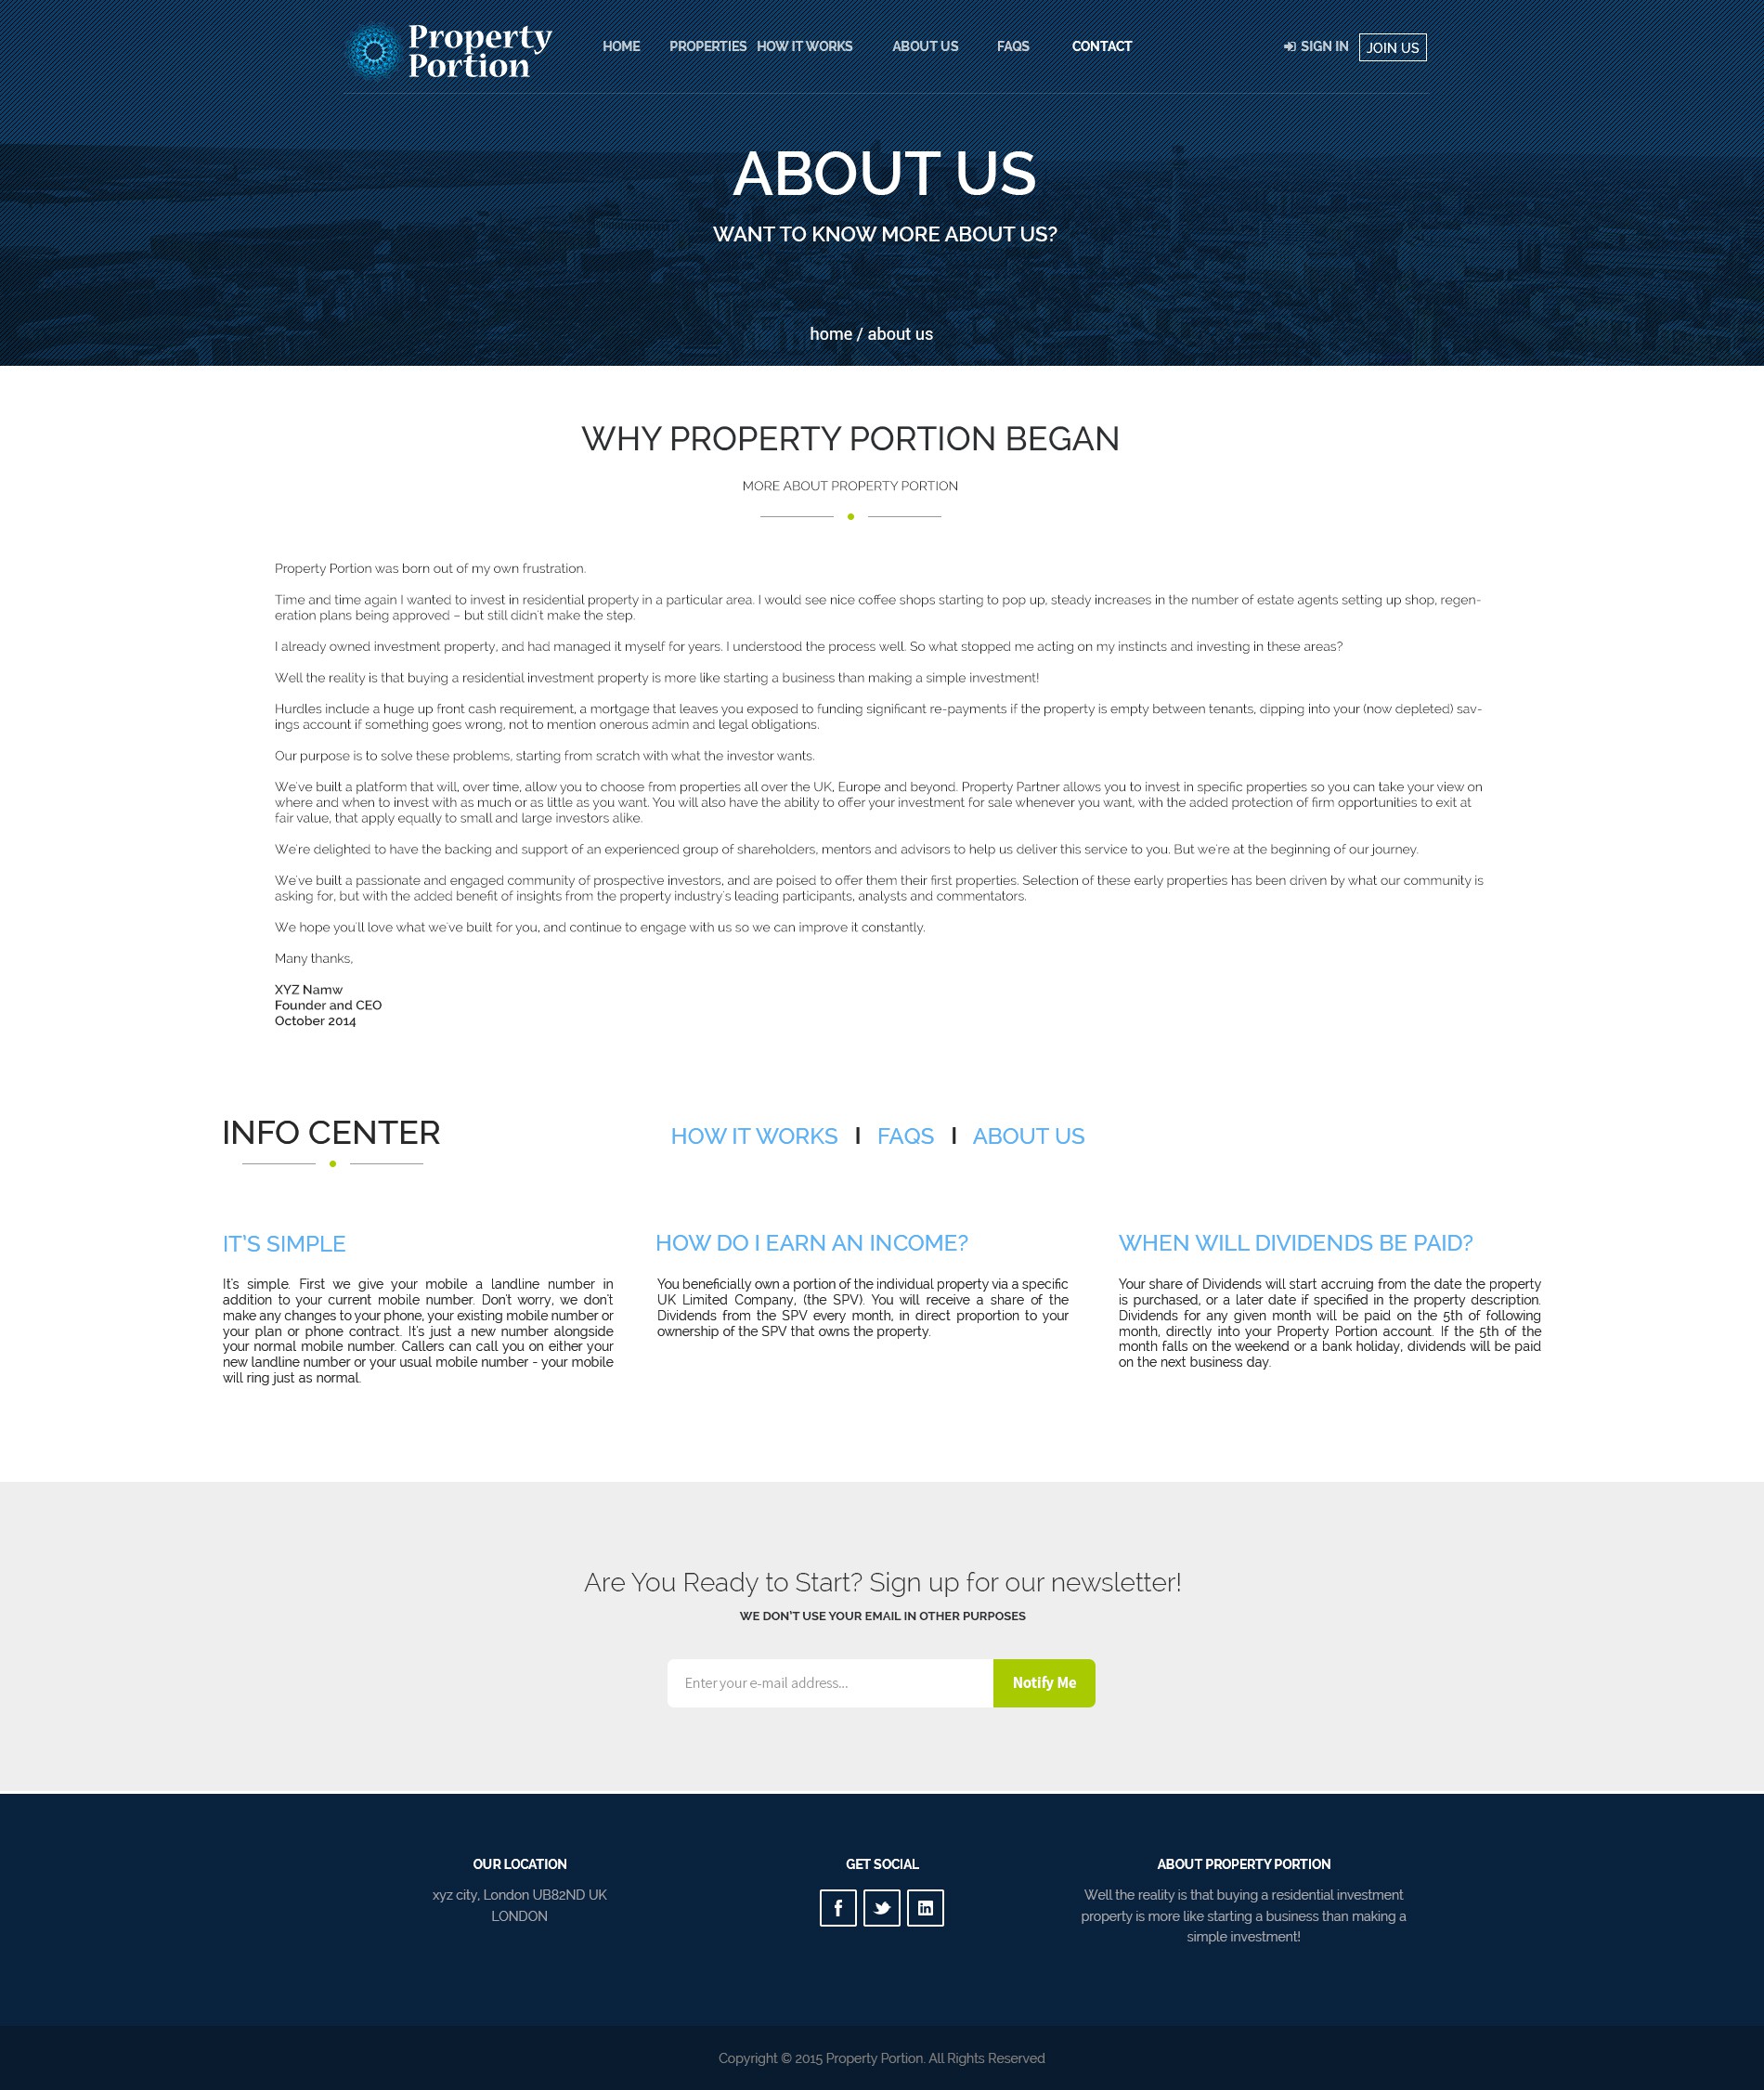 Property
Portion
HOME PROPERTIES HOW IT WORKS ABOUT US FAQS CONTACT SIGN IN JOIN US
ABOUT US
WANT TO KNOW MORE ABOUT US?
home / about us
WHY PROPERTY PORTION BEGAN
MORE ABOUT PROPERTY PORTION
Property Portion was born out of my own frustration.
Time and time again I wanted to invest in residential property in a particular area. I would see nice coffee shops starting to pop up, steady increases in the number of estate agents setting up shop, regen-
eration plans being approved – but still didn't make the step.
I already owned investment property, and had managed it myself for years. I understood the process well. So what stopped me acting on my instincts and investing in these areas?
Well the reality is that buying a residential investment property is more like starting a business than making a simple investment!
Hurdles include a huge up front cash requirement, a mortgage that leaves you exposed to funding significant re-payments if the property is empty between tenants, dipping into your (now depleted) sav-
ings account if something goes wrong, not to mention onerous admin and legal obligations.
Our purpose is to solve these problems, starting from scratch with what the investor wants.
We've built a platform that will, over time, allow you to choose from properties all over the UK, Europe and beyond. Property Partner allows you to invest in specific properties so you can take your view on
where and when to invest with as much or as little as you want. You will also have the ability to offer your investment for sale whenever you want, with the added protection of firm opportunities to exit at
fair value, that apply equally to small and large investors alike.
We're delighted to have the backing and support of an experienced group of shareholders, mentors and advisors to help us deliver this service to you. But we're at the beginning of our journey.
We've built a passionate and engaged community of prospective investors, and are poised to offer them their first properties. Selection of these early properties has been driven by what our community is
asking for, but with the added benefit of insights from the property industry's leading participants, analysts and commentators.
We hope you'll love what we've built for you, and continue to engage with us so we can improve it constantly.
Many thanks,
XYZ Namw
Founder and CEO
October 2014
INFO CENTER
HOW IT WORKS I FAQS I ABOUT US
IT'S SIMPLE
It's simple. First we give your mobile a landline number in
addition to your current mobile number. Don't worry, we don't
make any changes to your phone, your existing mobile number or
your plan or phone contract. It's just a new number alongside
your normal mobile number. Callers can call you on either your
new landline number or your usual mobile number - your mobile
will ring just as normal.
HOW DO I EARN AN INCOME?
You beneficially own a portion of the individual property via a specific
UK Limited Company, (the SPV). You will receive a share of the
Dividends from the SPV every month, in direct proportion to your
ownership of the SPV that owns the property.
WHEN WILL DIVIDENDS BE PAID?
Your share of Dividends will start accruing from the date the property
is purchased, or a later date if specified in the property description.
Dividends for any given month will be paid on the 5th of following
month, directly into your Property Portion account. If the 5th of the
month falls on the weekend or a bank holiday, dividends will be paid
on the next business day.
Are You Ready to Start? Sign up for our newsletter!
WE DON'T USE YOUR EMAIL IN OTHER PURPOSES
Enter your e-mail address... Notify Me
OUR LOCATION
xyz city, London UB82ND UK
LONDON
GET SOCIAL
ABOUT PROPERTY PORTION
Well the reality is that buying a residential investment
property is more like starting a business than making a
simple investment!
Copyright © 2015 Property Portion. All Rights Reserved